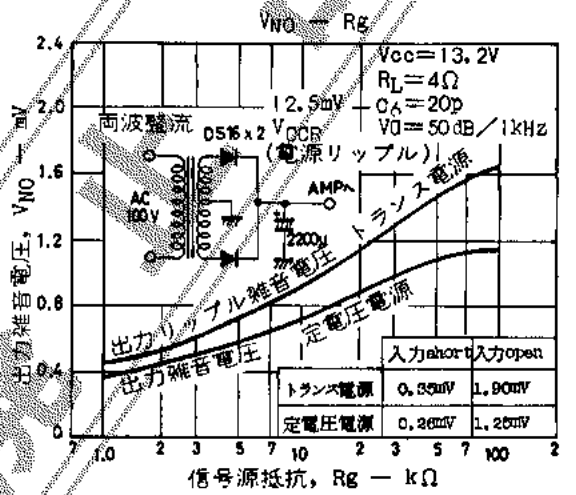 VNO — Rg
2.4
2.0
1.6
1.2
0.8
0.4
0
出力雑音電圧, VNO — mV
Vcc=13.2V
RL=4Ω
C6=20p
VG=50dB/1kHz
12.5mV
VCCR
(電源リップル)
両波整流
DS16×2
AC
100V
AMPへ
2200μ
トランス電源
出力リップル雑音電圧
定電圧電源
出力雑音電圧
入力short 入力open
トランス電源 0.35mV 1.90mV
定電圧電源 0.26mV 1.25mV
7 1.0 2 3 5 7 10 2 3 5 7 100 2
信号源抵抗, Rg — kΩ